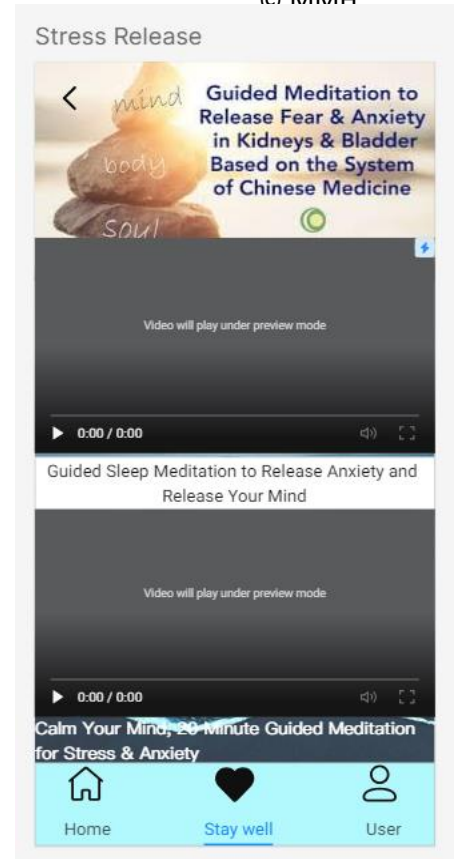 Stress Release
mind
body
SOUL
Guided Meditation to
Release Fear & Anxiety
in Kidneys & Bladder
Based on the System
of Chinese Medicine
Video will play under preview mode
0:00 / 0:00
Guided Sleep Meditation to Release Anxiety and
Release Your Mind
Video will play under preview mode
0:00 / 0:00
Calm Your Mind, 20 Minute Guided Meditation
for Stress & Anxiety
Home Stay well User